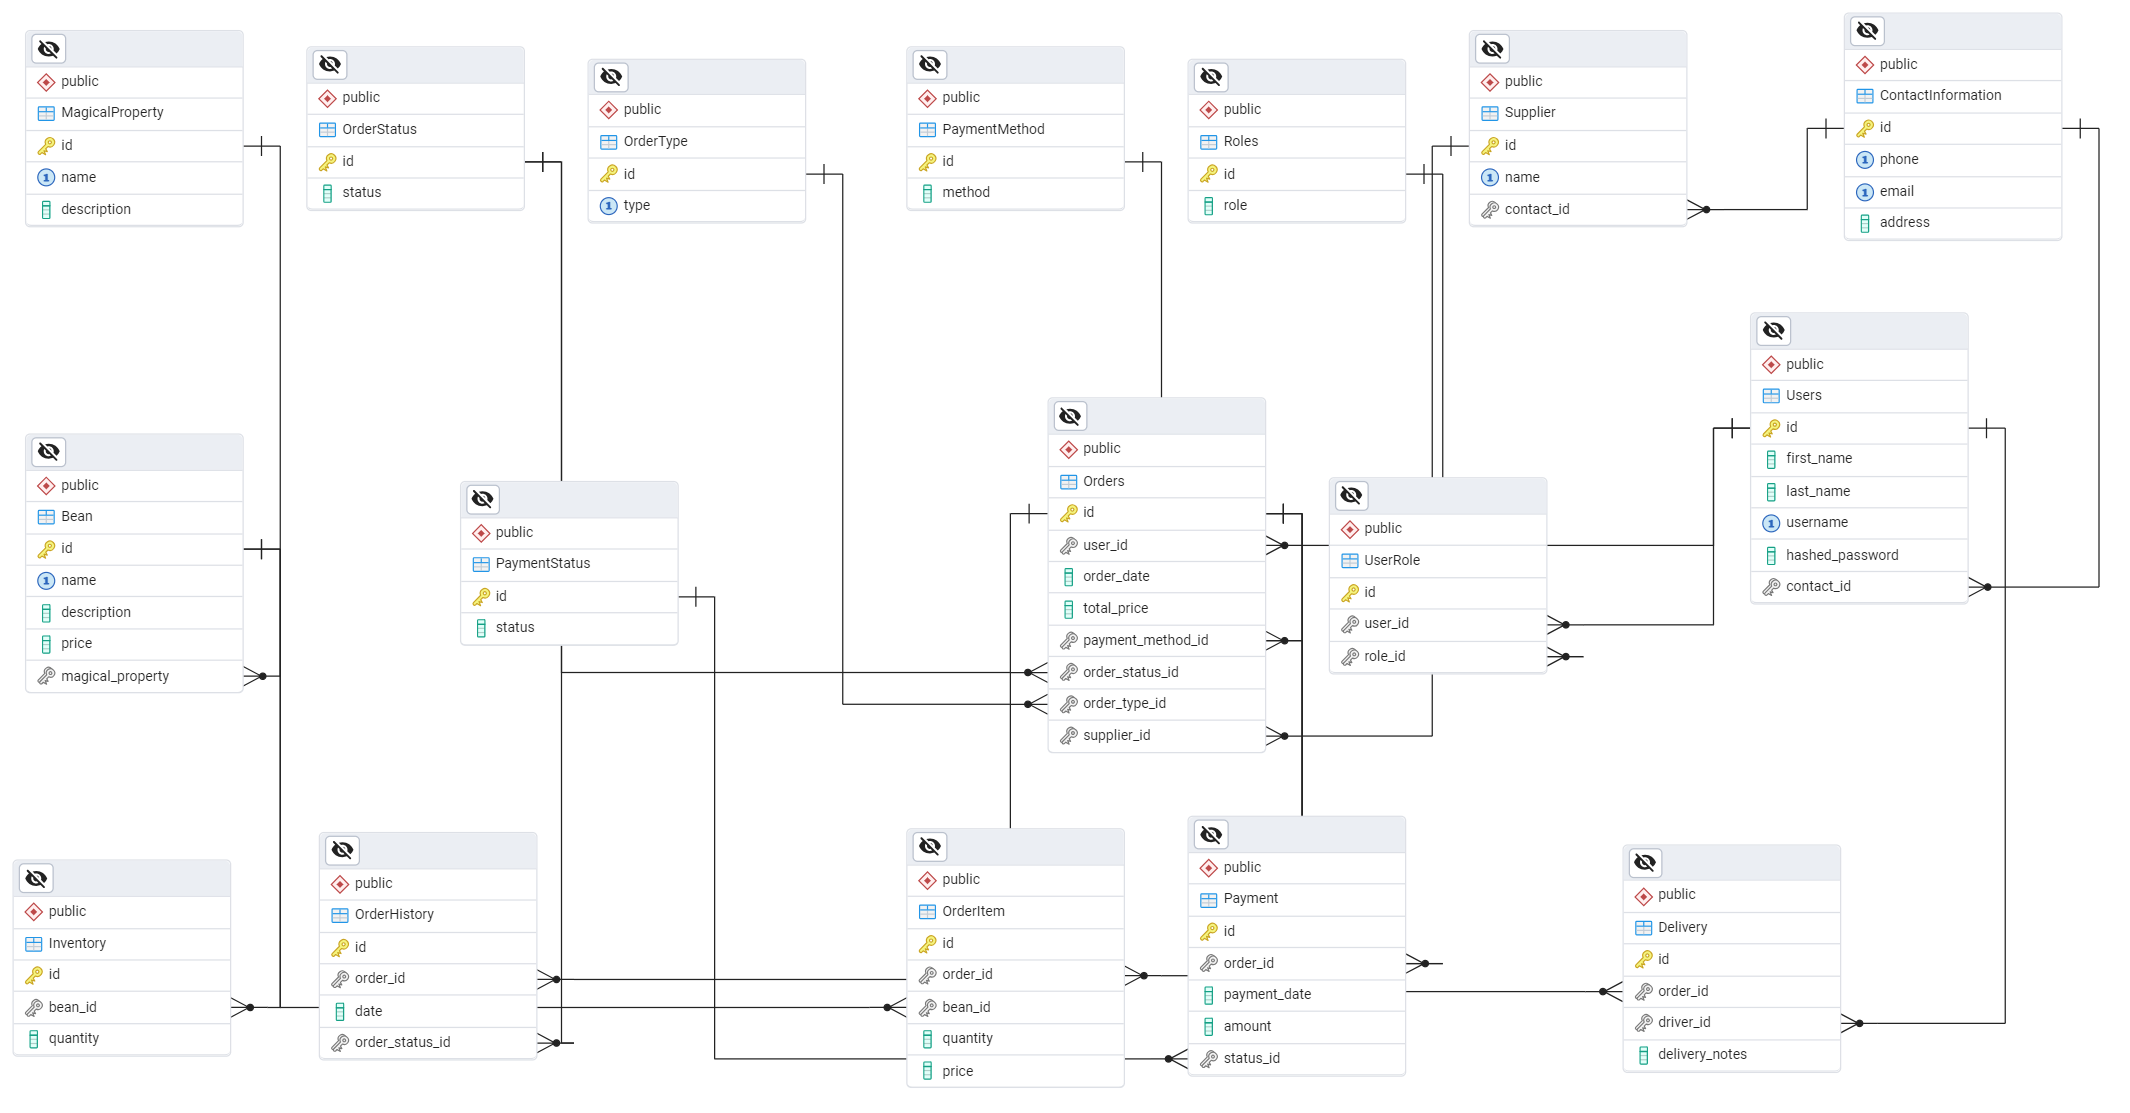 public
MagicalProperty
id
name
description
public
OrderStatus
id
status
public
OrderType
id
type
public
PaymentMethod
id
method
public
Roles
id
role
public
Supplier
id
name
contact_id
public
ContactInformation
id
phone
email
address
public
Bean
id
name
description
price
magical_property
public
PaymentStatus
id
status
public
Orders
id
user_id
order_date
total_price
payment_method_id
order_status_id
order_type_id
supplier_id
public
UserRole
id
user_id
role_id
public
Users
id
first_name
last_name
username
hashed_password
contact_id
public
Inventory
id
bean_id
quantity
public
OrderHistory
id
order_id
date
order_status_id
public
OrderItem
id
order_id
bean_id
quantity
price
public
Payment
id
order_id
payment_date
amount
status_id
public
Delivery
id
order_id
driver_id
delivery_notes